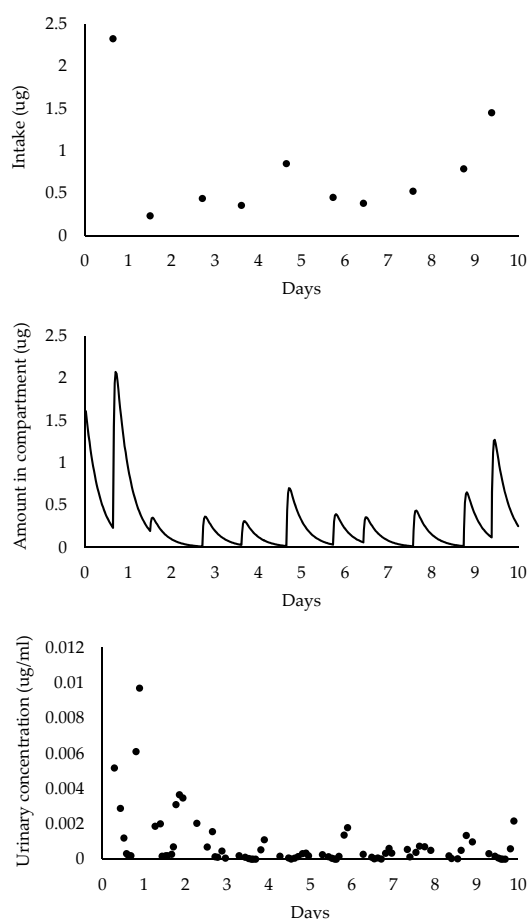 2.5
2
1.5
1
0.5
0
Intake (ug)
0 1 2 3 4 5 6 7 8 9 10
Days
2.5
2
1.5
1
0.5
0
Amount in compartment (ug)
0 1 2 3 4 5 6 7 8 9 10
Days
0.012
0.01
0.008
0.006
0.004
0.002
0
Urinary concentration (ug/ml)
0 1 2 3 4 5 6 7 8 9 10
Days